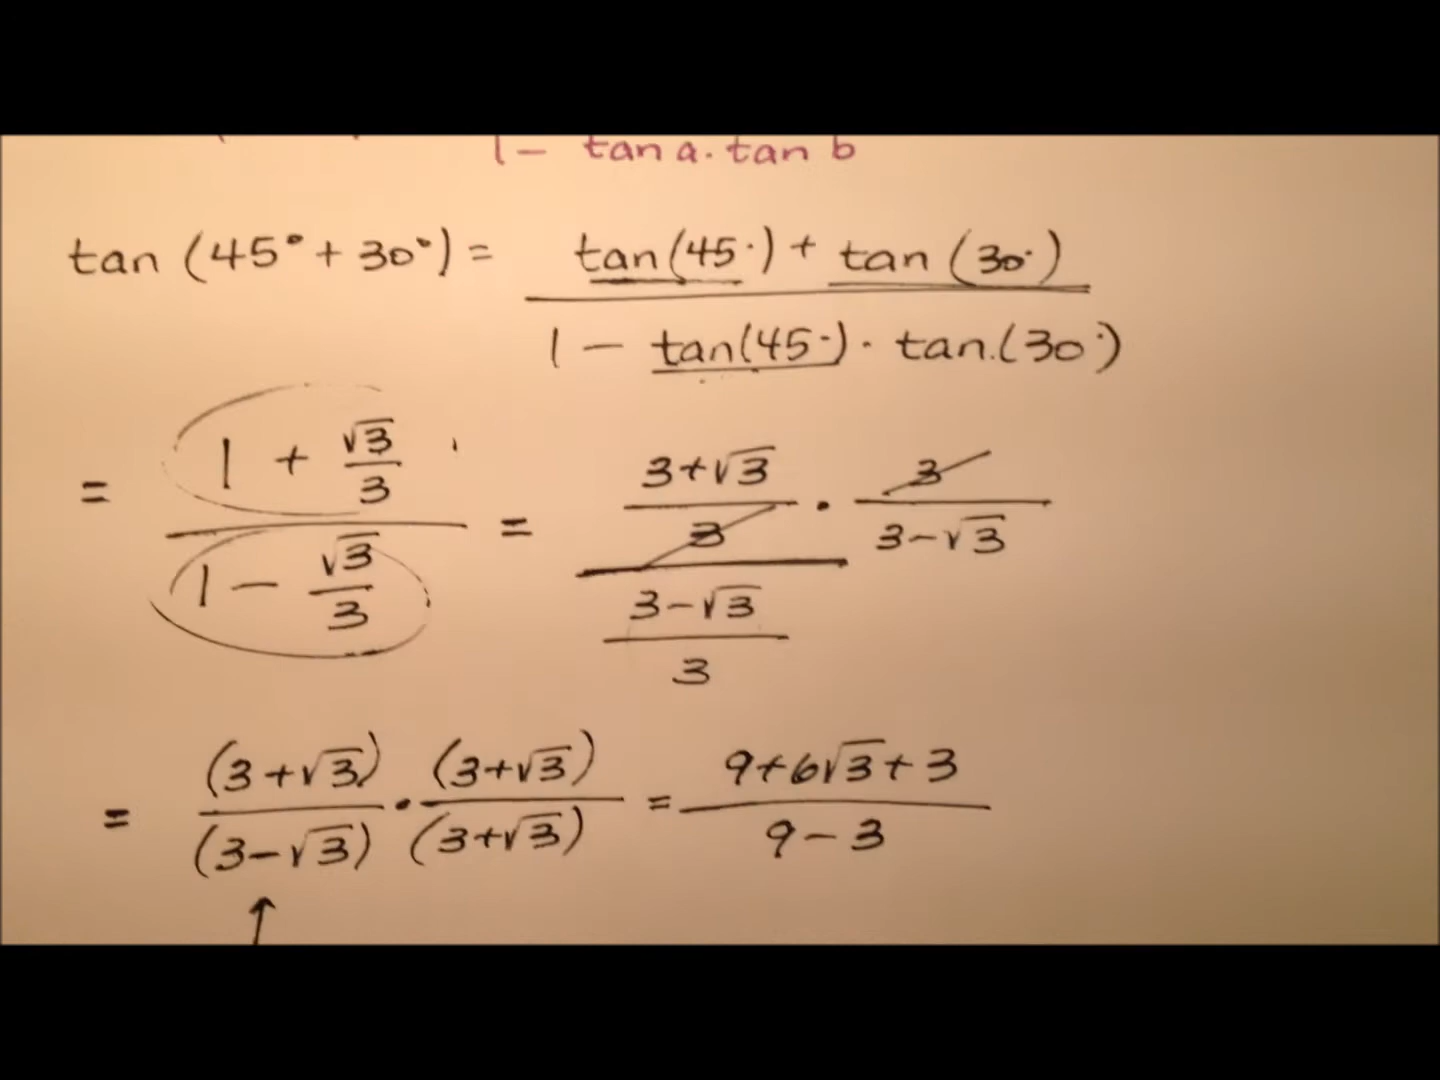 1 - tan a. tan b
tan (45° + 30°) = tan(45°) + tan (30°)
1 - tan(45°) · tan.(30°)
= 1 + √3/3 = 3+√3/3 · 3/3-√3
1 - √3/3 3-√3/3
= (3+√3)/(3-√3) · (3+√3)/(3+√3) = 9+6√3+3/9-3